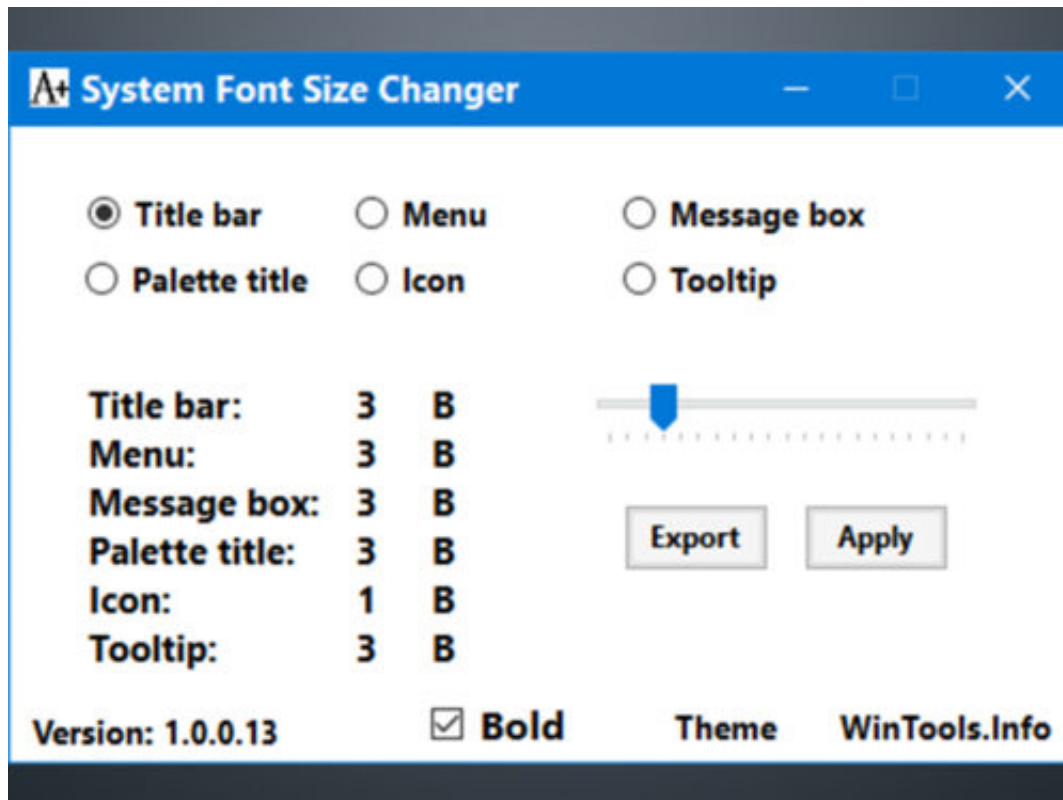 A+ System Font Size Changer
Title bar Menu Message box
Palette title Icon Tooltip
Title bar: 3 B
Menu: 3 B
Message box: 3 B
Palette title: 3 B
Icon: 1 B
Tooltip: 3 B
Export Apply
Version: 1.0.0.13 Bold Theme WinTools.Info